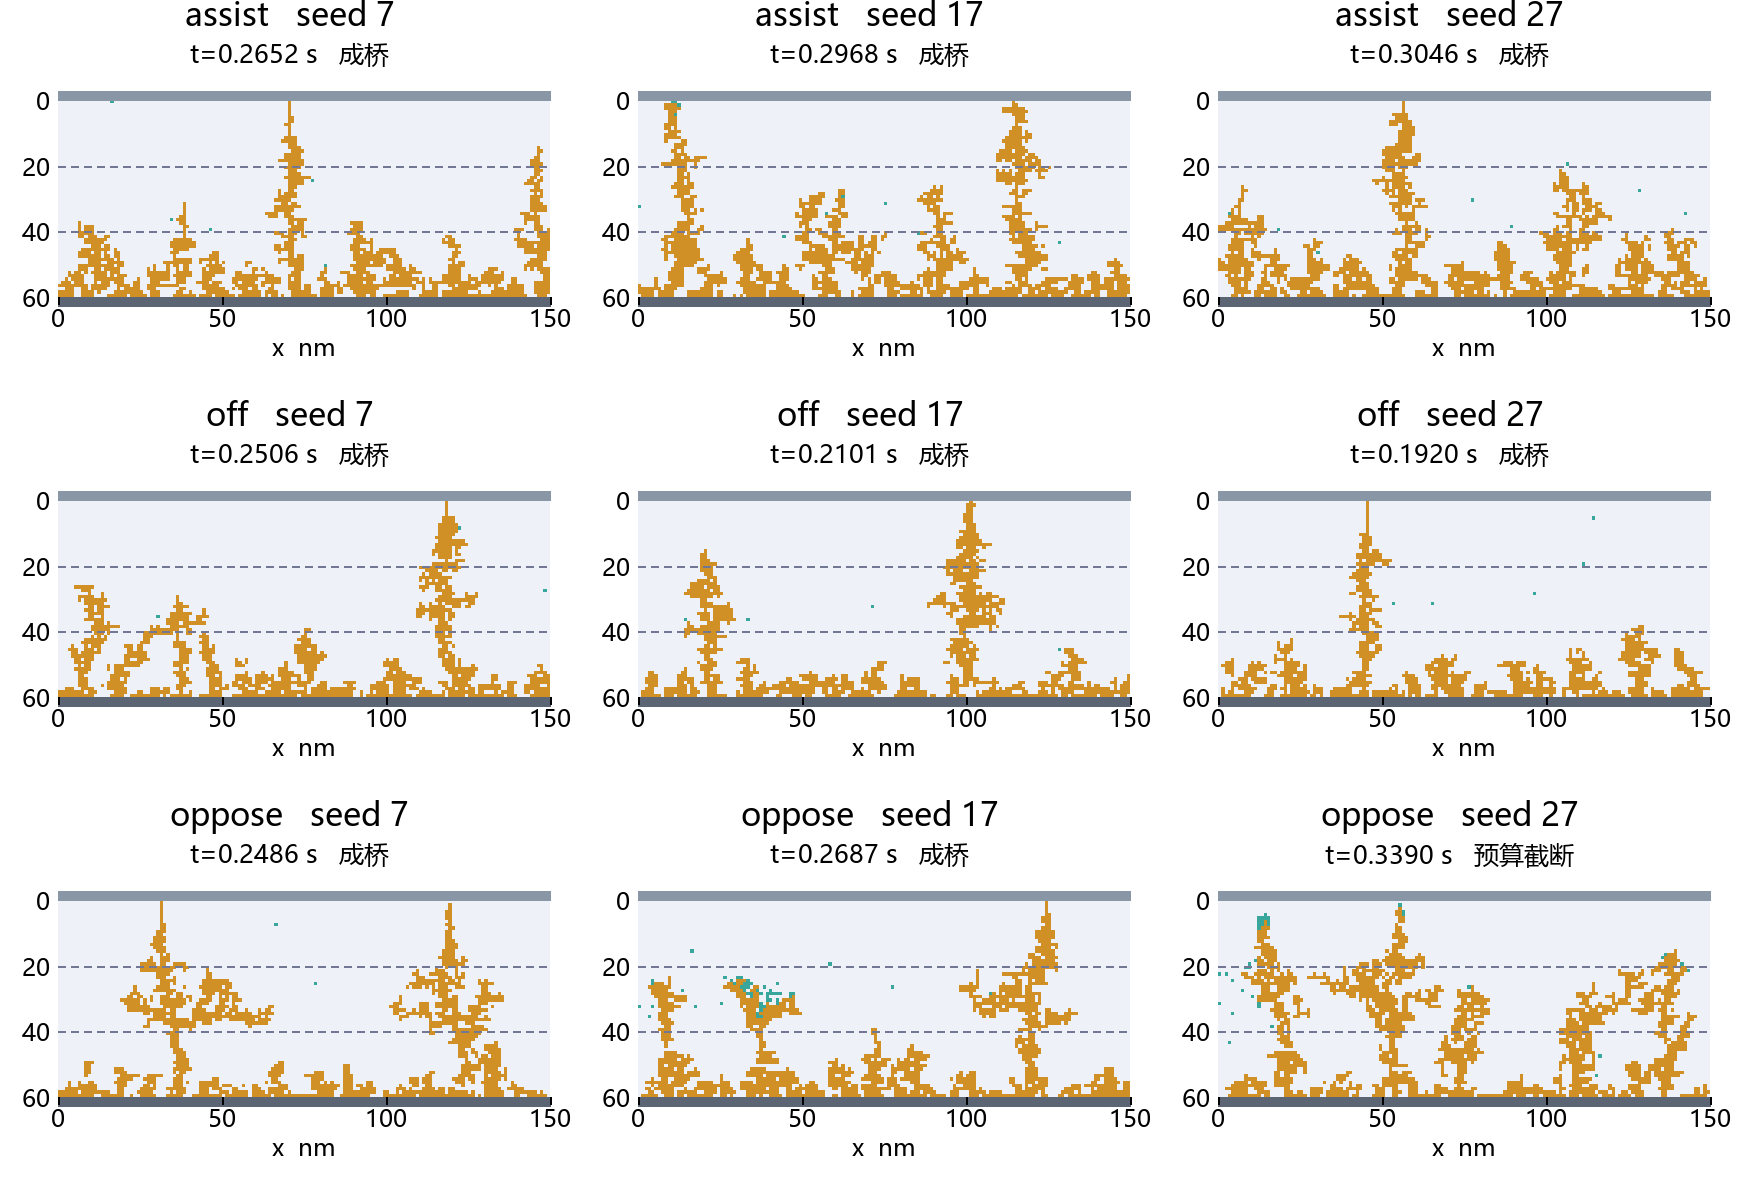 assist seed 7
t=0.2652 s 成桥
0
20
40
60
0 50 100 150
x nm
assist seed 17
t=0.2968 s 成桥
0
20
40
60
0 50 100 150
x nm
assist seed 27
t=0.3046 s 成桥
0
20
40
60
0 50 100 150
x nm
off seed 7
t=0.2506 s 成桥
0
20
40
60
0 50 100 150
x nm
off seed 17
t=0.2101 s 成桥
0
20
40
60
0 50 100 150
x nm
off seed 27
t=0.1920 s 成桥
0
20
40
60
0 50 100 150
x nm
oppose seed 7
t=0.2486 s 成桥
0
20
40
60
0 50 100 150
x nm
oppose seed 17
t=0.2687 s 成桥
0
20
40
60
0 50 100 150
x nm
oppose seed 27
t=0.3390 s 预算截断
0
20
40
60
0 50 100 150
x nm